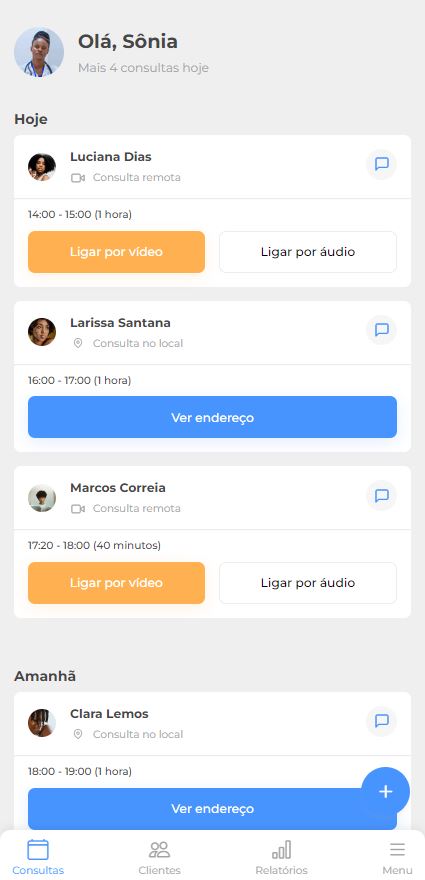 Olá, Sônia
Mais 4 consultas hoje
Hoje
Luciana Dias
Consulta remota
14:00 - 15:00 (1 hora)
Ligar por vídeo
Ligar por áudio
Larissa Santana
Consulta no local
16:00 - 17:00 (1 hora)
Ver endereço
Marcos Correia
Consulta remota
17:20 - 18:00 (40 minutos)
Ligar por vídeo
Ligar por áudio
Amanhã
Clara Lemos
Consulta no local
18:00 - 19:00 (1 hora)
Ver endereço
Consultas
Clientes
Relatórios
Menu